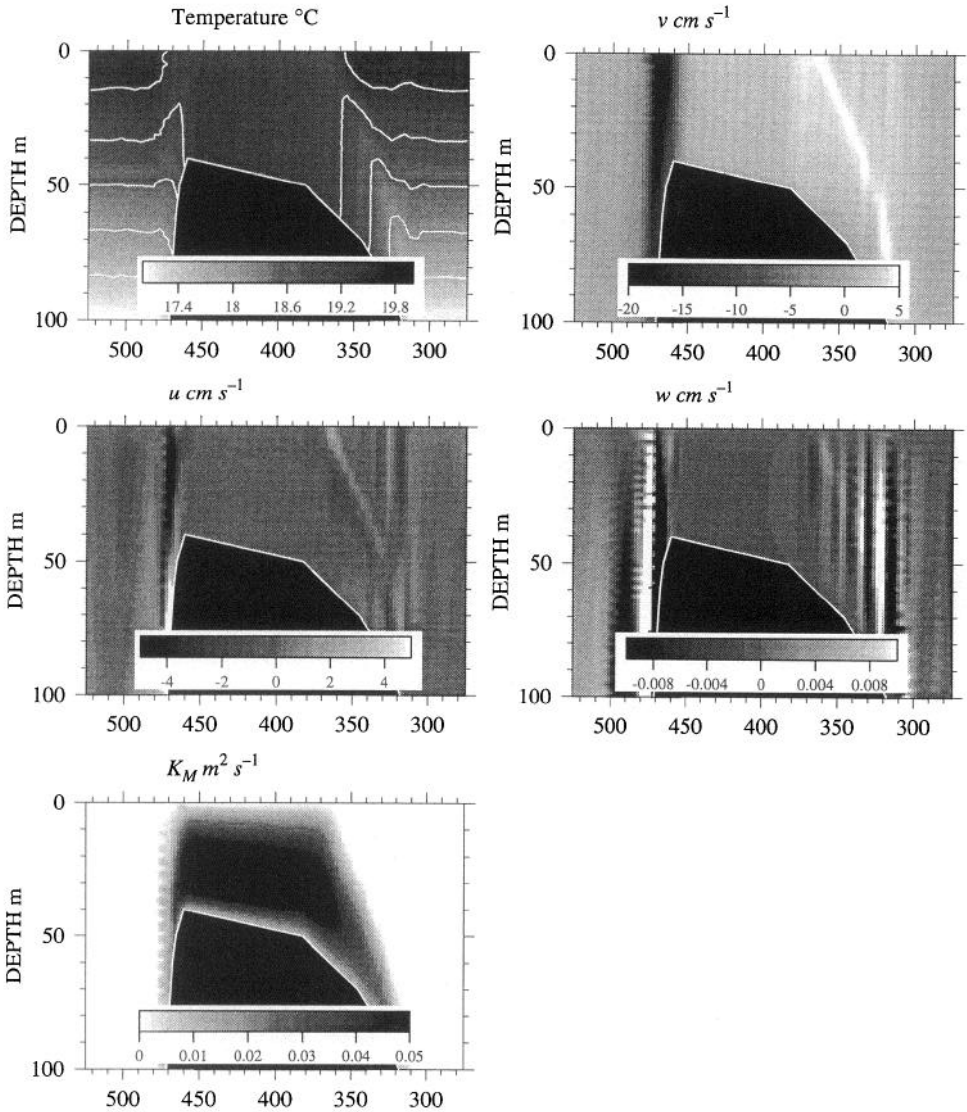 Temperature °C
v cm s⁻¹
0
0
50
50
DEPTH m
DEPTH m
17.4 18 18.6 19.2 19.8
-20 -15 -10 -5 0 5
100
100
500 450 400 350 300
500 450 400 350 300
u cm s⁻¹
w cm s⁻¹
0
0
50
50
DEPTH m
DEPTH m
-4 -2 0 2 4
-0.008 -0.004 0 0.004 0.008
100
100
500 450 400 350 300
500 450 400 350 300
K_M m² s⁻¹
0
50
DEPTH m
0 0.01 0.02 0.03 0.04 0.05
100
500 450 400 350 300